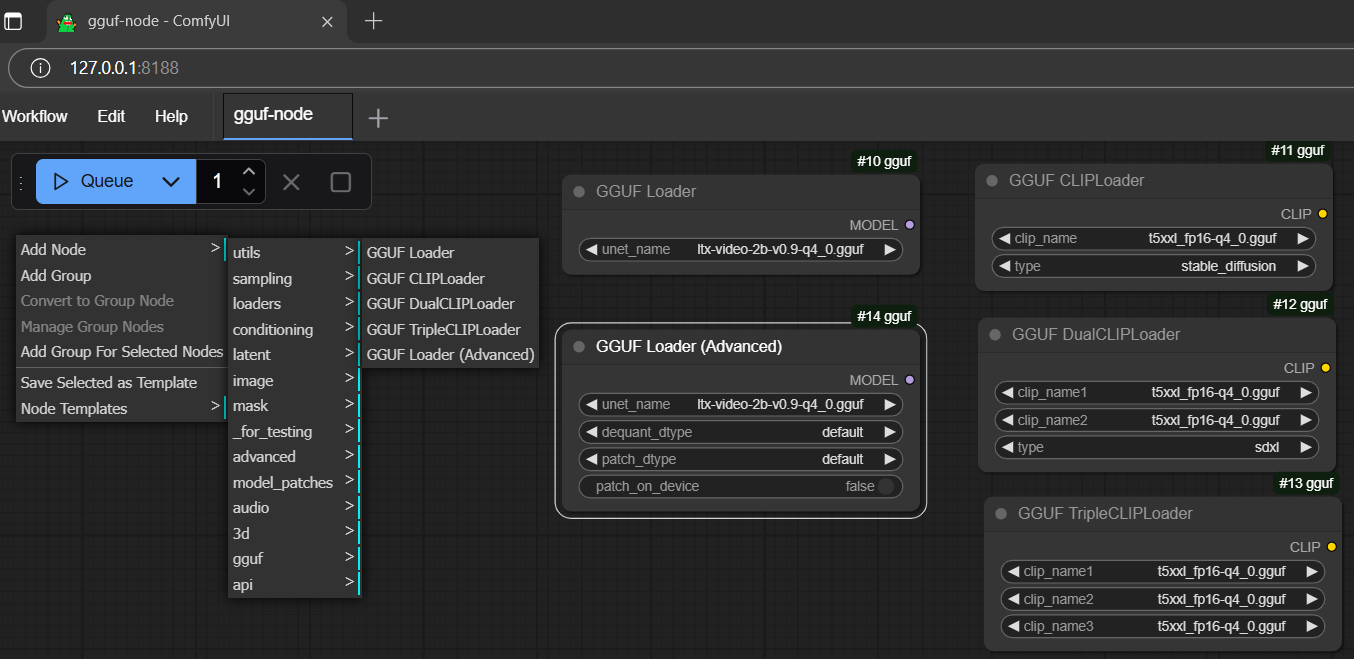 gguf-node - ComfyUI
127.0.0.1:8188
Workflow Edit Help gguf-node
Queue 1
Add Node >
Add Group
Convert to Group Node
Manage Group Nodes
Add Group For Selected Nodes
Save Selected as Template
Node Templates >
utils >
sampling >
loaders >
conditioning >
latent >
image >
mask >
_for_testing >
advanced >
model_patches >
audio >
3d >
gguf >
api >
GGUF Loader
GGUF CLIPLoader
GGUF DualCLIPLoader
GGUF TripleCLIPLoader
GGUF Loader (Advanced)
#10 gguf
GGUF Loader
MODEL
unet_name ltx-video-2b-v0.9-q4_0.gguf
#14 gguf
GGUF Loader (Advanced)
MODEL
unet_name ltx-video-2b-v0.9-q4_0.gguf
dequant_dtype default
patch_dtype default
patch_on_device false
#11 gguf
GGUF CLIPLoader
CLIP
clip_name t5xxl_fp16-q4_0.gguf
type stable_diffusion
#12 gguf
GGUF DualCLIPLoader
CLIP
clip_name1 t5xxl_fp16-q4_0.gguf
clip_name2 t5xxl_fp16-q4_0.gguf
type sdxl
#13 gguf
GGUF TripleCLIPLoader
CLIP
clip_name1 t5xxl_fp16-q4_0.gguf
clip_name2 t5xxl_fp16-q4_0.gguf
clip_name3 t5xxl_fp16-q4_0.gguf